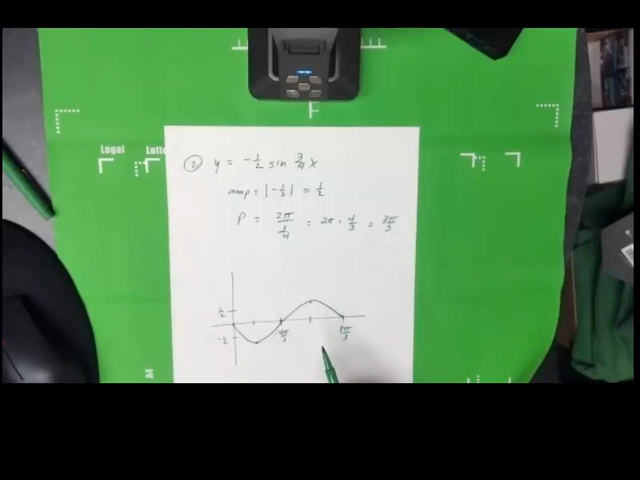 Legal
Letter
② y = -1/2 sin 3/4 x
amp = |-1/2| = 1/2
P = 2π/(3/4) = 2π · 4/3 = 8π/3
1/2
-1/2
4π/3
8π/3
A4